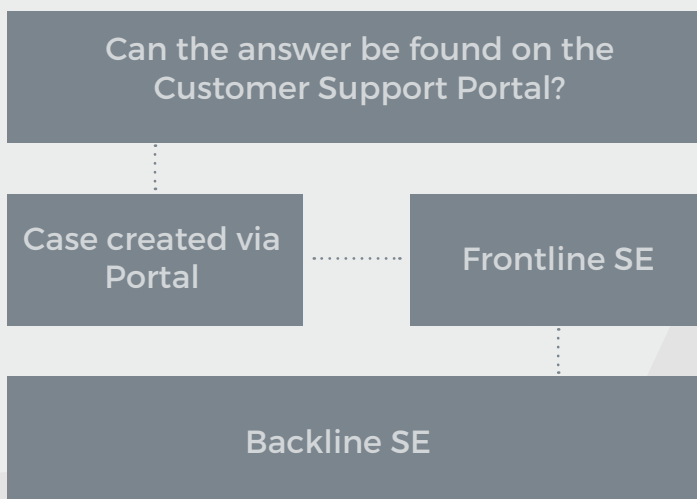 Can the answer be found on the
Customer Support Portal?
Case created via
Portal
Frontline SE
Backline SE